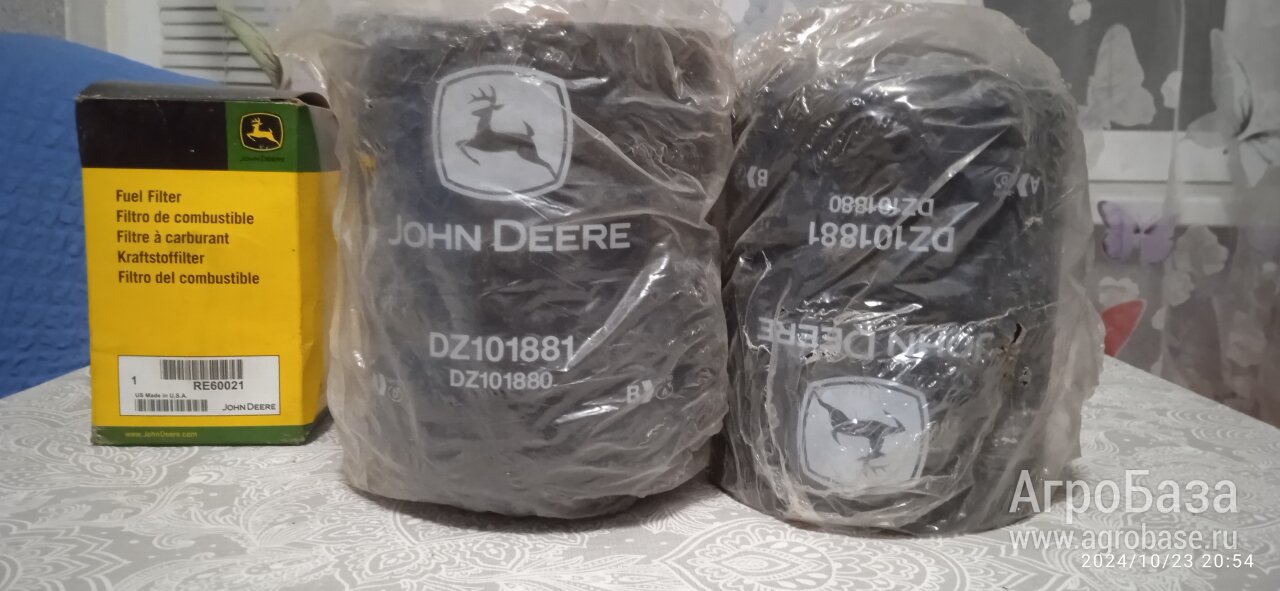 JOHN DEERE
Fuel Filter
Filtro de combustible
Filtre à carburant
Kraftstoffilter
Filtro del combustible
1
RE60021
US Made in U.S.A.
JOHN DEERE
www.JohnDeere.com
JOHN DEERE
DZ101881
DZ101880
B
A
B
DZ101880
DZ101881
JOHN DEERE
АгроБаза
www.agrobase.ru
2024/10/23 20:54